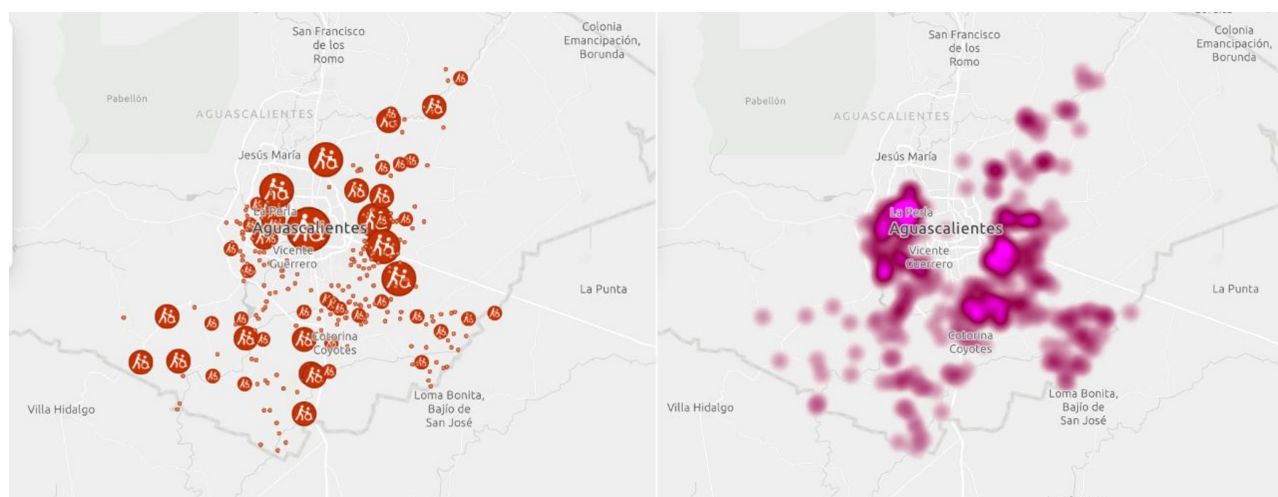 San Francisco
de los
Romo
Colonia
Emancipación,
Borunda
Pabellón
AGUASCALIENTES
Jesús María
La Perla
Aguascalientes
Vicente
Guerrero
La Punta
Cotorina
Coyotes
Villa Hidalgo
Loma Bonita,
Bajío de
San José
San Francisco
de los
Romo
Colonia
Emancipación,
Borunda
Pabellón
AGUASCALIENTES
Jesús María
La Perla
Aguascalientes
Vicente
Guerrero
La Punta
Cotorina
Coyotes
Villa Hidalgo
Loma Bonita,
Bajío de
San José